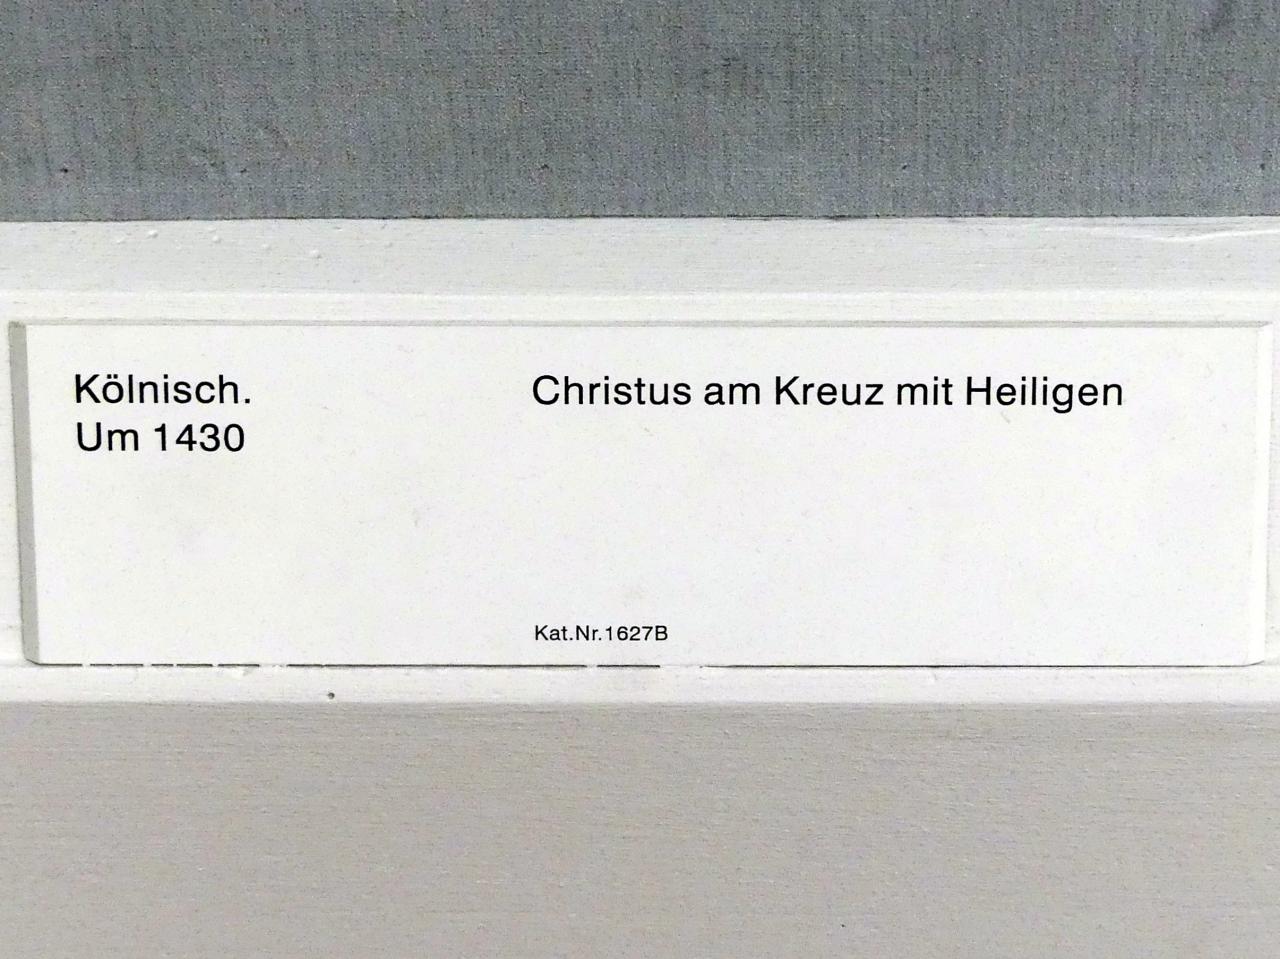 Kölnisch.
Um 1430
Christus am Kreuz mit Heiligen
Kat.Nr.1627B